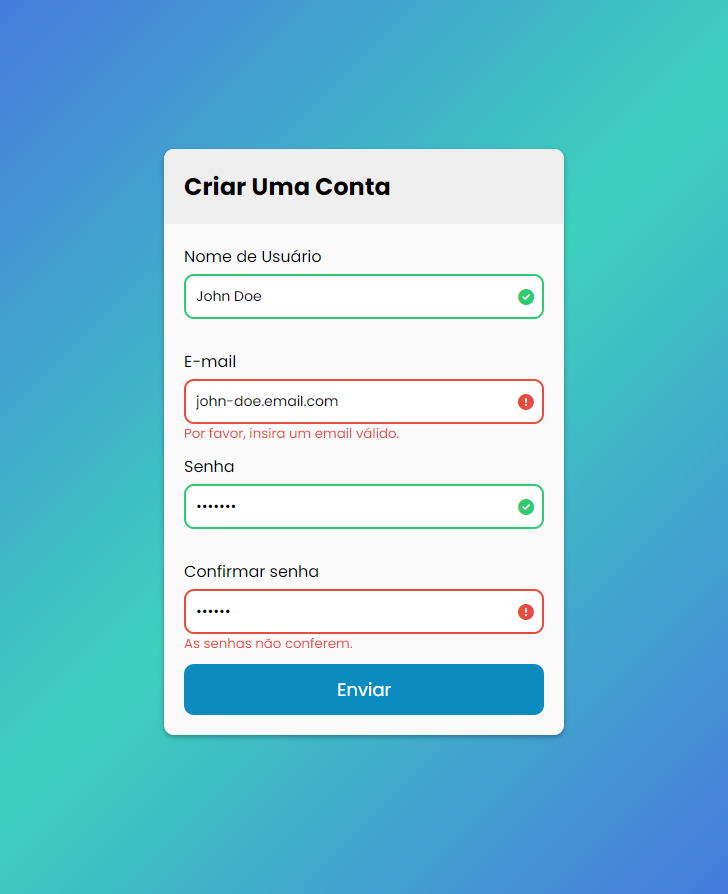 Criar Uma Conta
Nome de Usuário
John Doe
E-mail
john-doe.email.com
Por favor, insira um email válido.
Senha
•••••••
Confirmar senha
••••••
As senhas não conferem.
Enviar